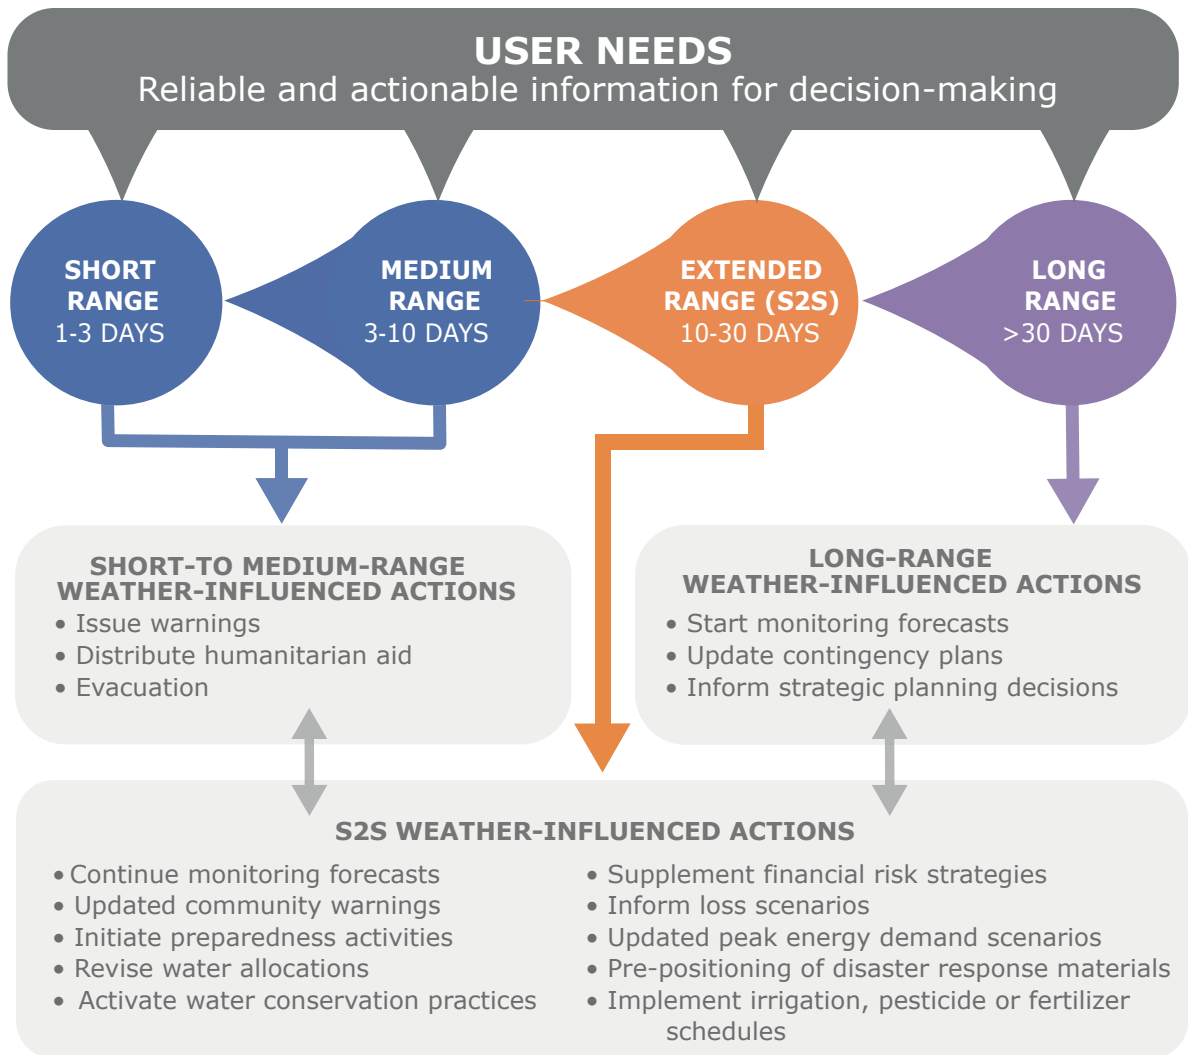 USER NEEDS
Reliable and actionable information for decision-making
SHORT
RANGE
1-3 DAYS
MEDIUM
RANGE
3-10 DAYS
EXTENDED
RANGE (S2S)
10-30 DAYS
LONG
RANGE
>30 DAYS
SHORT-TO MEDIUM-RANGE
WEATHER-INFLUENCED ACTIONS
• Issue warnings
• Distribute humanitarian aid
• Evacuation
LONG-RANGE
WEATHER-INFLUENCED ACTIONS
• Start monitoring forecasts
• Update contingency plans
• Inform strategic planning decisions
S2S WEATHER-INFLUENCED ACTIONS
• Continue monitoring forecasts
• Updated community warnings
• Initiate preparedness activities
• Revise water allocations
• Activate water conservation practices
• Supplement financial risk strategies
• Inform loss scenarios
• Updated peak energy demand scenarios
• Pre-positioning of disaster response materials
• Implement irrigation, pesticide or fertilizer
schedules